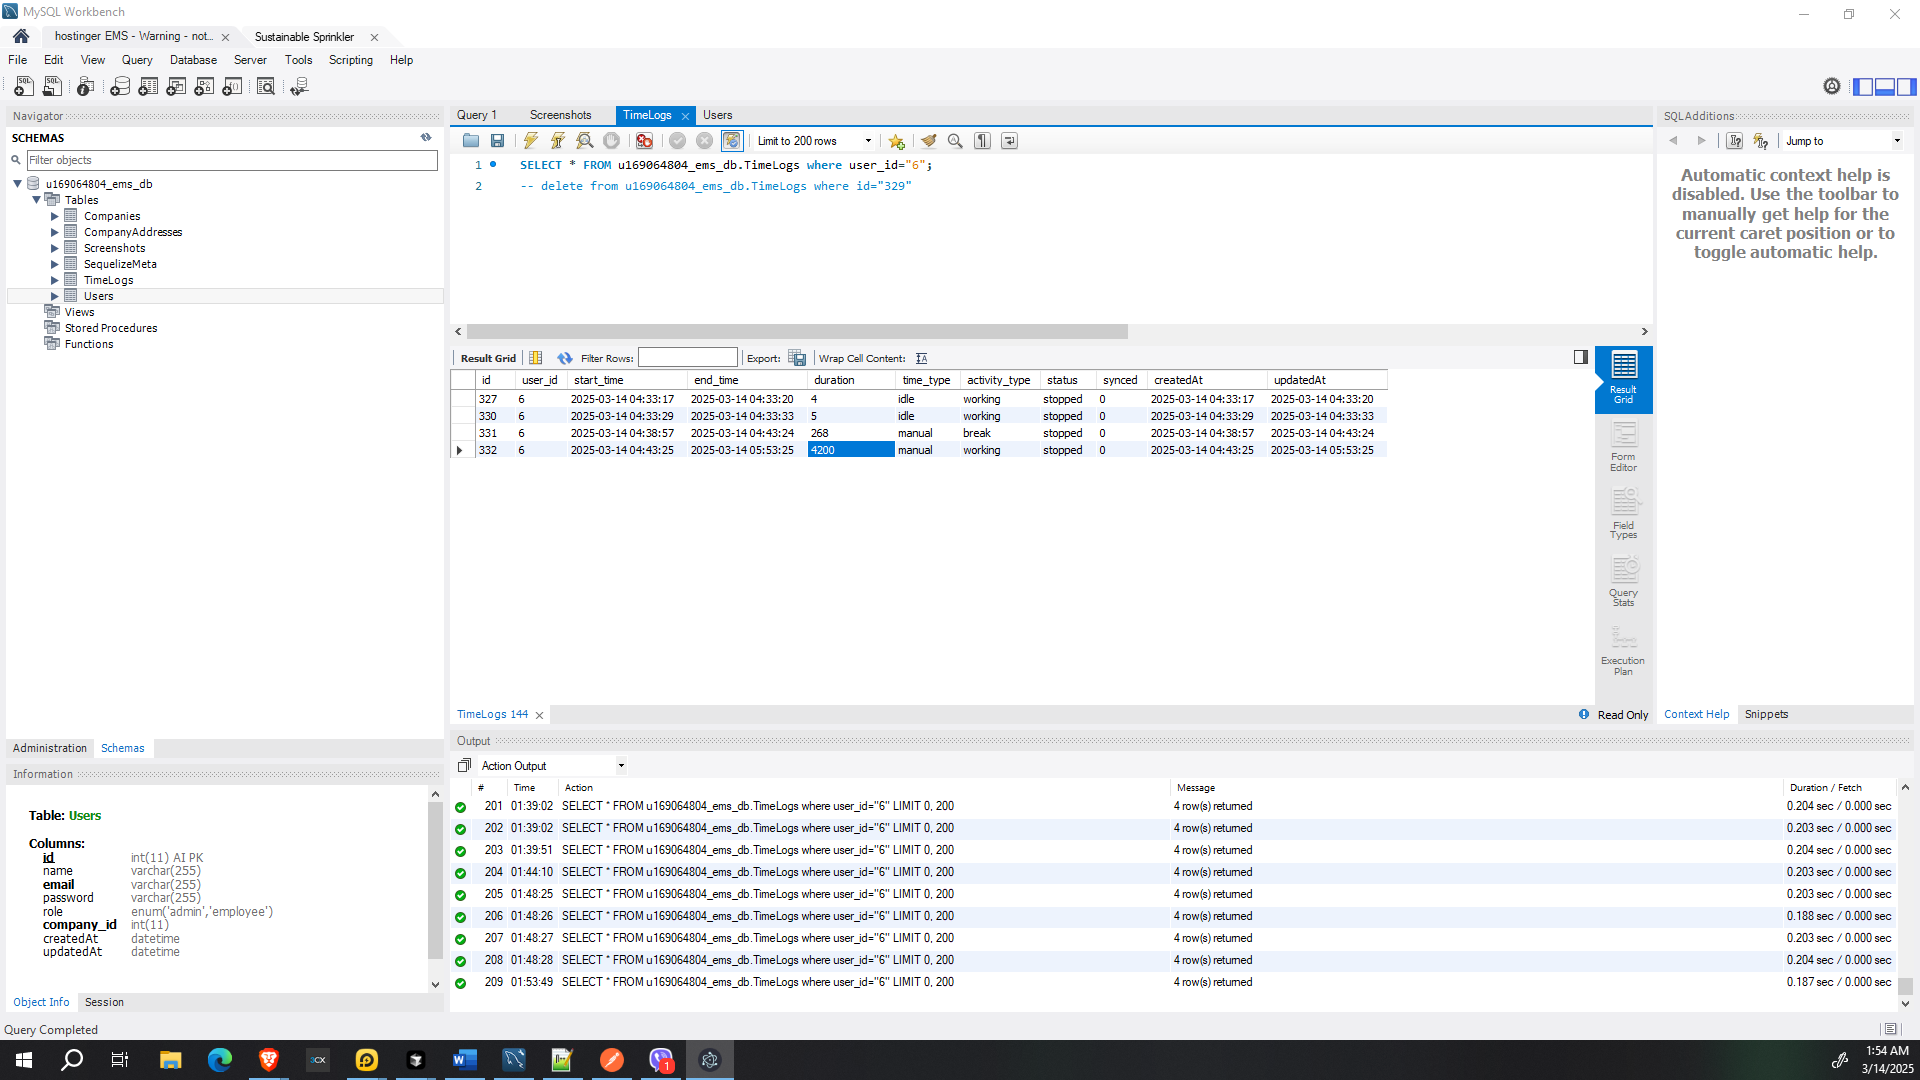 MySQL Workbench
hostinger EMS - Warning - not...
Sustainable Sprinkler
File Edit View Query Database Server Tools Scripting Help
Navigator
SCHEMAS
Filter objects
u169064804_ems_db
Tables
Companies
CompanyAddresses
Screenshots
SequelizeMeta
TimeLogs
Users
Views
Stored Procedures
Functions
Administration Schemas
Information
Table: Users
Columns:
id int(11) AI PK
name varchar(255)
email varchar(255)
password varchar(255)
role enum('admin','employee')
company_id int(11)
createdAt datetime
updatedAt datetime
Object Info Session
Query 1 Screenshots TimeLogs Users
Limit to 200 rows
1 SELECT * FROM u169064804_ems_db.TimeLogs where user_id="6";
2 -- delete from u169064804_ems_db.TimeLogs where id="329"
Result Grid Filter Rows: Export: Wrap Cell Content:
id user_id start_time end_time duration time_type activity_type status synced createdAt updatedAt
327 6 2025-03-14 04:33:17 2025-03-14 04:33:20 4 idle working stopped 0 2025-03-14 04:33:17 2025-03-14 04:33:20
330 6 2025-03-14 04:33:29 2025-03-14 04:33:33 5 idle working stopped 0 2025-03-14 04:33:29 2025-03-14 04:33:33
331 6 2025-03-14 04:38:57 2025-03-14 04:43:24 268 manual break stopped 0 2025-03-14 04:38:57 2025-03-14 04:43:24
332 6 2025-03-14 04:43:25 2025-03-14 05:53:25 4200 manual working stopped 0 2025-03-14 04:43:25 2025-03-14 05:53:25
Result Grid
Form Editor
Field Types
Query Stats
Execution Plan
TimeLogs 144
Read Only
SQLAdditions
Jump to
Automatic context help is
disabled. Use the toolbar to
manually get help for the
current caret position or to
toggle automatic help.
Context Help Snippets
Output
Action Output
# Time Action Message Duration / Fetch
201 01:39:02 SELECT * FROM u169064804_ems_db.TimeLogs where user_id="6" LIMIT 0, 200 4 row(s) returned 0.204 sec / 0.000 sec
202 01:39:02 SELECT * FROM u169064804_ems_db.TimeLogs where user_id="6" LIMIT 0, 200 4 row(s) returned 0.203 sec / 0.000 sec
203 01:39:51 SELECT * FROM u169064804_ems_db.TimeLogs where user_id="6" LIMIT 0, 200 4 row(s) returned 0.204 sec / 0.000 sec
204 01:44:10 SELECT * FROM u169064804_ems_db.TimeLogs where user_id="6" LIMIT 0, 200 4 row(s) returned 0.203 sec / 0.000 sec
205 01:48:25 SELECT * FROM u169064804_ems_db.TimeLogs where user_id="6" LIMIT 0, 200 4 row(s) returned 0.203 sec / 0.000 sec
206 01:48:26 SELECT * FROM u169064804_ems_db.TimeLogs where user_id="6" LIMIT 0, 200 4 row(s) returned 0.188 sec / 0.000 sec
207 01:48:27 SELECT * FROM u169064804_ems_db.TimeLogs where user_id="6" LIMIT 0, 200 4 row(s) returned 0.203 sec / 0.000 sec
208 01:48:28 SELECT * FROM u169064804_ems_db.TimeLogs where user_id="6" LIMIT 0, 200 4 row(s) returned 0.204 sec / 0.000 sec
209 01:53:49 SELECT * FROM u169064804_ems_db.TimeLogs where user_id="6" LIMIT 0, 200 4 row(s) returned 0.187 sec / 0.000 sec
Query Completed
1:54 AM
3/14/2025